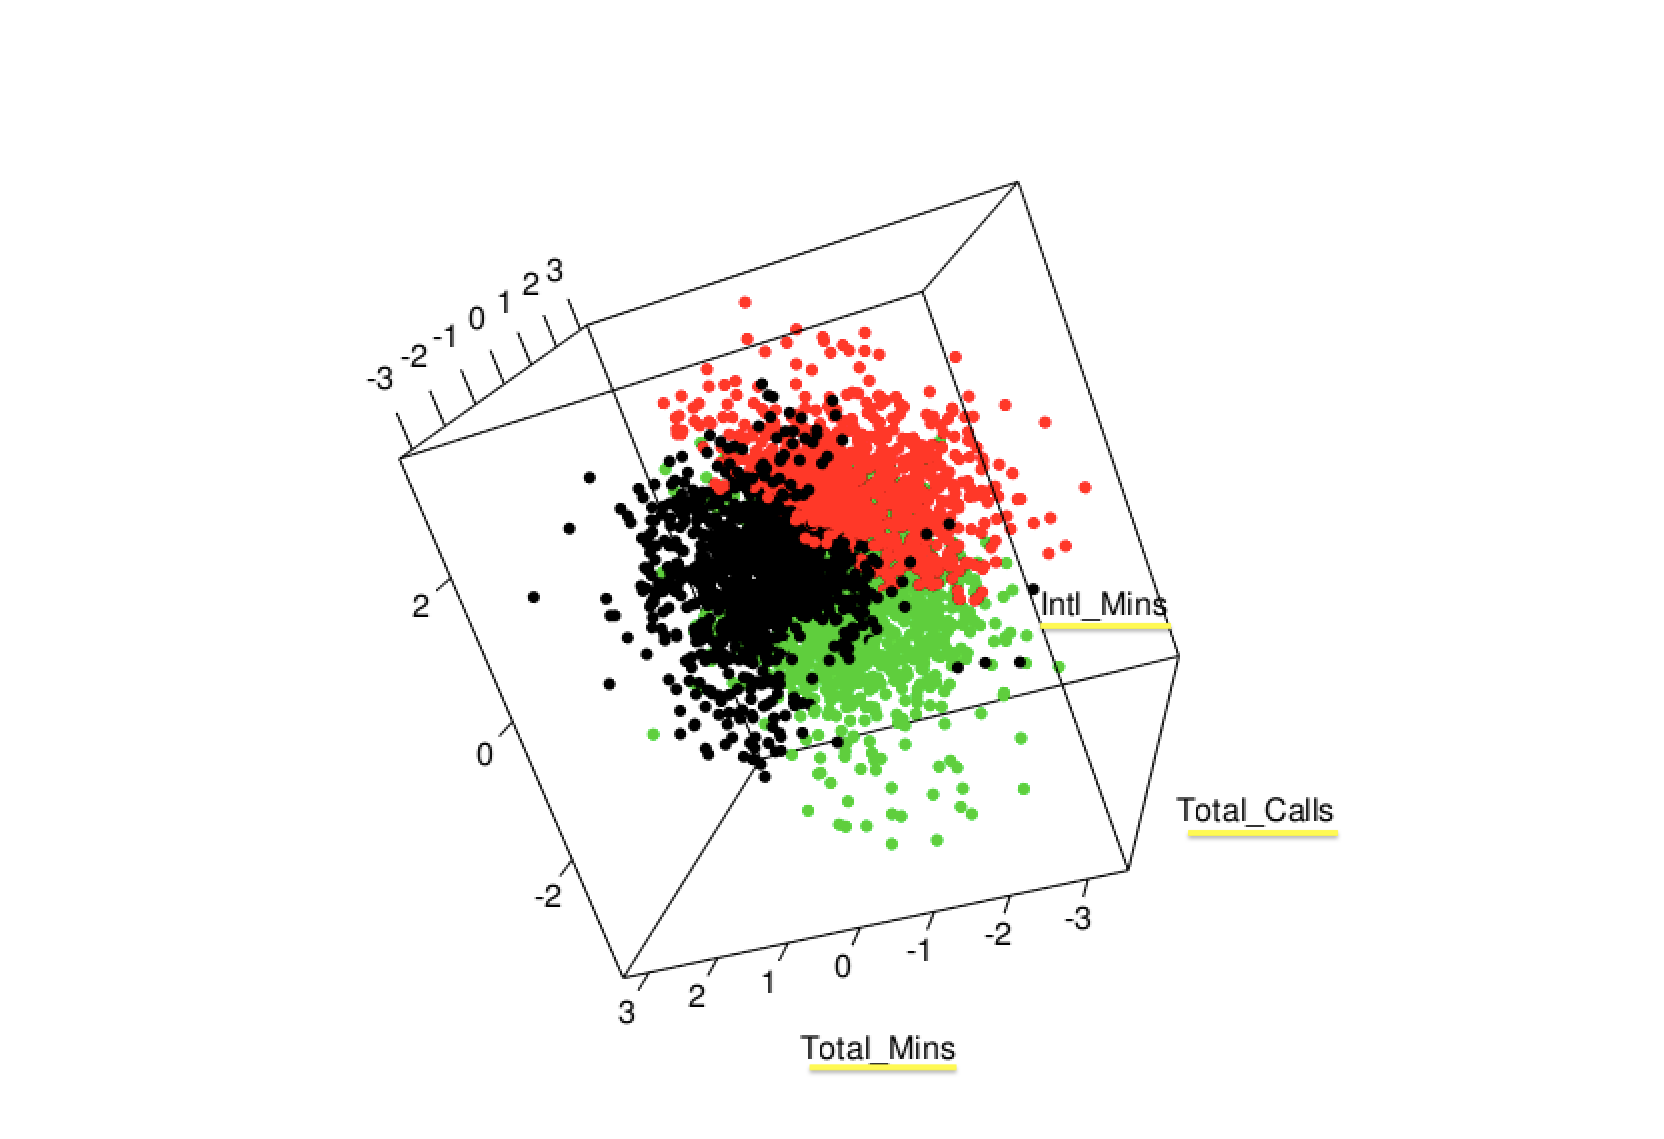 -3 -2 -1 0 1 2 3
2
0
-2
3 2 1 0 -1 -2 -3
Intl_Mins
Total_Calls
Total_Mins